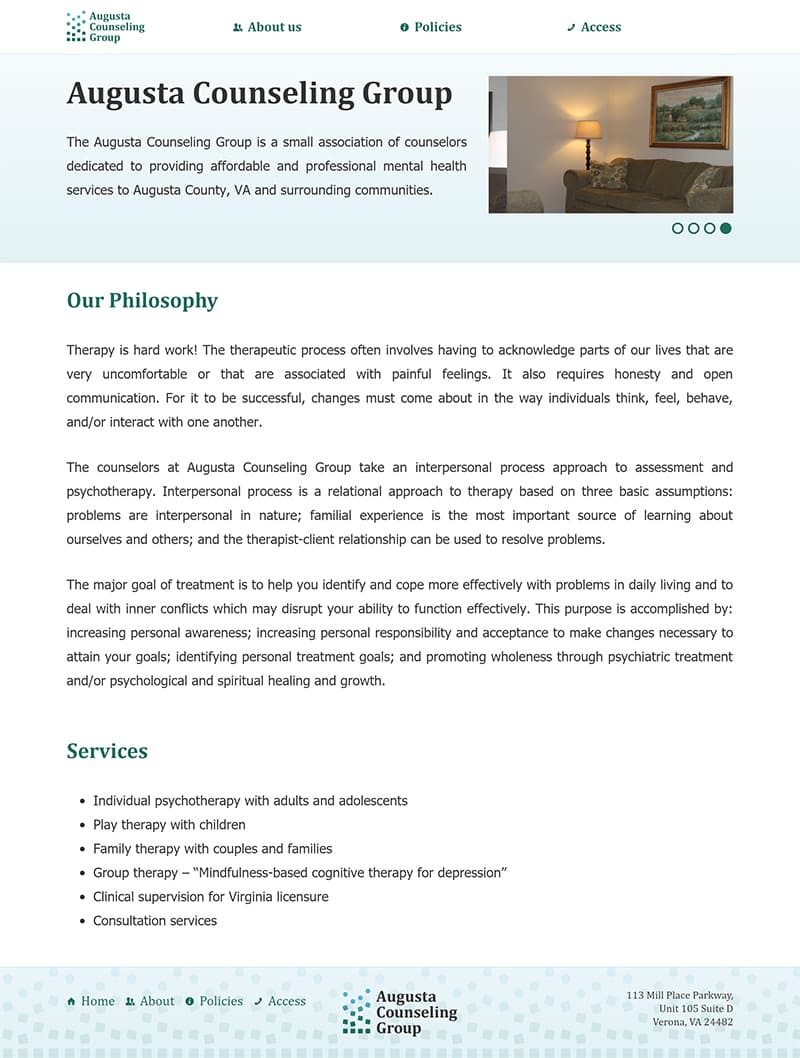 Augusta
Counseling
Group
About us
Policies
Access
Augusta Counseling Group
The Augusta Counseling Group is a small association of counselors
dedicated to providing affordable and professional mental health
services to Augusta County, VA and surrounding communities.
Our Philosophy
Therapy is hard work! The therapeutic process often involves having to acknowledge parts of our lives that are
very uncomfortable or that are associated with painful feelings. It also requires honesty and open
communication. For it to be successful, changes must come about in the way individuals think, feel, behave,
and/or interact with one another.
The counselors at Augusta Counseling Group take an interpersonal process approach to assessment and
psychotherapy. Interpersonal process is a relational approach to therapy based on three basic assumptions:
problems are interpersonal in nature; familial experience is the most important source of learning about
ourselves and others; and the therapist-client relationship can be used to resolve problems.
The major goal of treatment is to help you identify and cope more effectively with problems in daily living and to
deal with inner conflicts which may disrupt your ability to function effectively. This purpose is accomplished by:
increasing personal awareness; increasing personal responsibility and acceptance to make changes necessary to
attain your goals; identifying personal treatment goals; and promoting wholeness through psychiatric treatment
and/or psychological and spiritual healing and growth.
Services
• Individual psychotherapy with adults and adolescents
• Play therapy with children
• Family therapy with couples and families
• Group therapy – “Mindfulness-based cognitive therapy for depression”
• Clinical supervision for Virginia licensure
• Consultation services
Home About Policies Access
Augusta
Counseling
Group
113 Mill Place Parkway,
Unit 105 Suite D
Verona, VA 24482